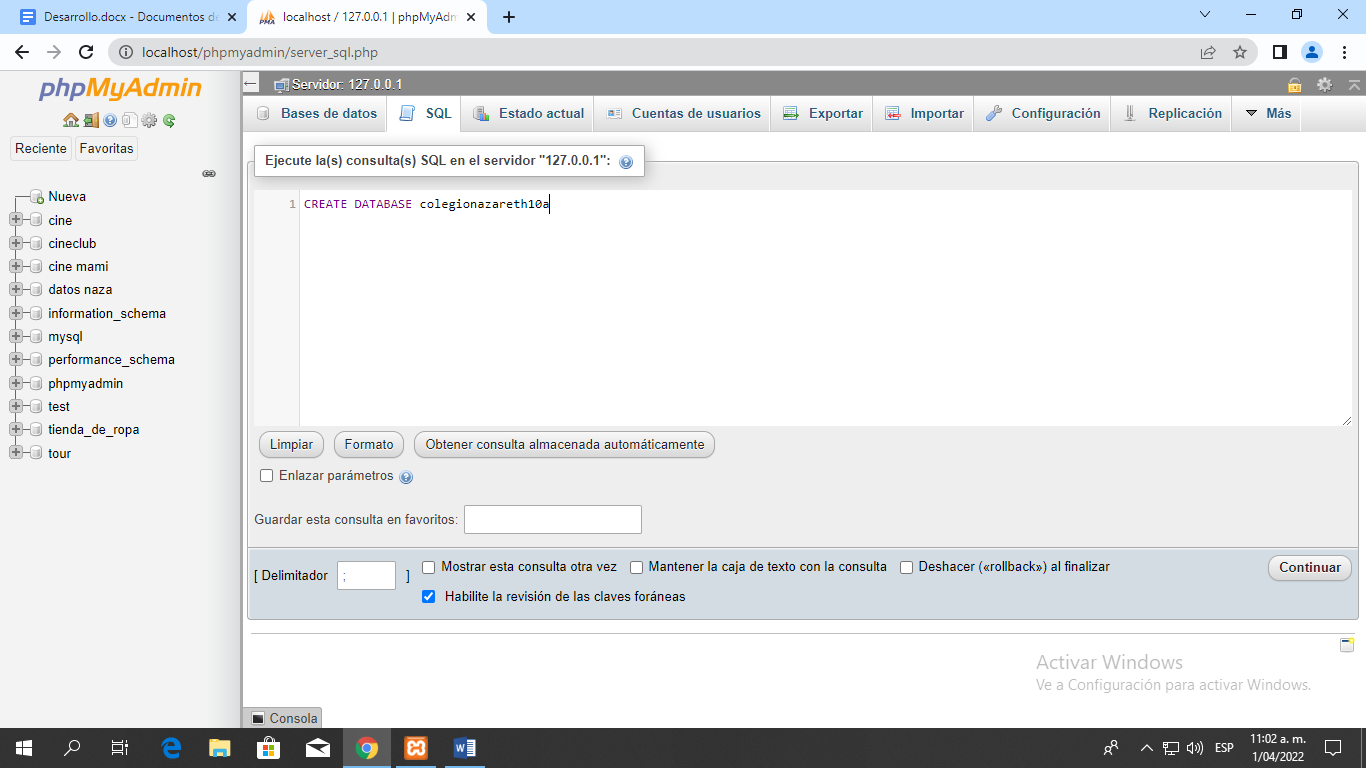 Desarrollo.docx - Documentos de
localhost / 127.0.0.1 | phpMyAdm
localhost/phpmyadmin/server_sql.php
phpMyAdmin
Reciente
Favoritas
Nueva
cine
cineclub
cine mami
datos naza
information_schema
mysql
performance_schema
phpmyadmin
test
tienda_de_ropa
tour
Servidor: 127.0.0.1
Bases de datos
SQL
Estado actual
Cuentas de usuarios
Exportar
Importar
Configuración
Replicación
Más
Ejecute la(s) consulta(s) SQL en el servidor "127.0.0.1":
1 CREATE DATABASE colegionazareth10a
Limpiar
Formato
Obtener consulta almacenada automáticamente
Enlazar parámetros
Guardar esta consulta en favoritos:
[ Delimitador ; ]
Mostrar esta consulta otra vez
Mantener la caja de texto con la consulta
Deshacer («rollback») al finalizar
Habilite la revisión de las claves foráneas
Continuar
Activar Windows
Ve a Configuración para activar Windows.
Consola
ESP
11:02 a. m.
1/04/2022